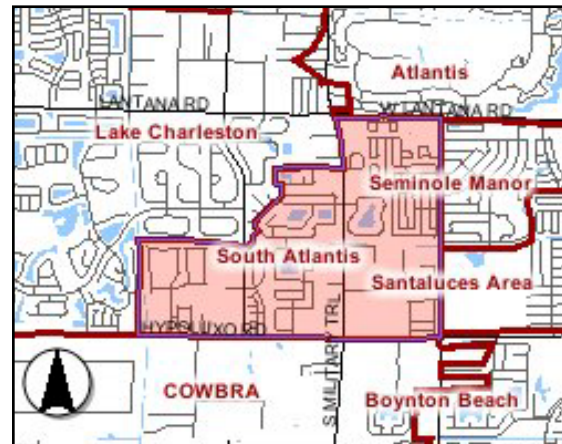 Atlantis
LANTANA RD
W LANTANA RD
Lake Charleston
Seminole Manor
South Atlantis
Santaluces Area
HYPOLUXO RD
S MILITARY TRL
COWBRA
Boynton Beach